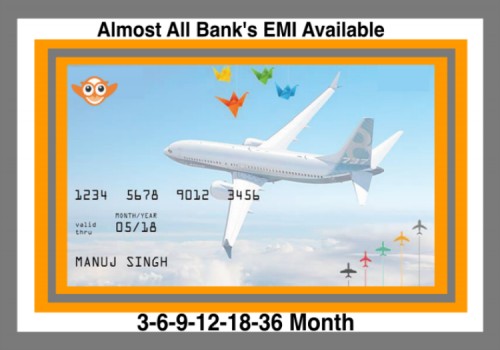 Almost All Bank's EMI Available
1234 5678 9012 3456
MONTH/YEAR
valid
thru
05/18
MANUJ SINGH
3-6-9-12-18-36 Month